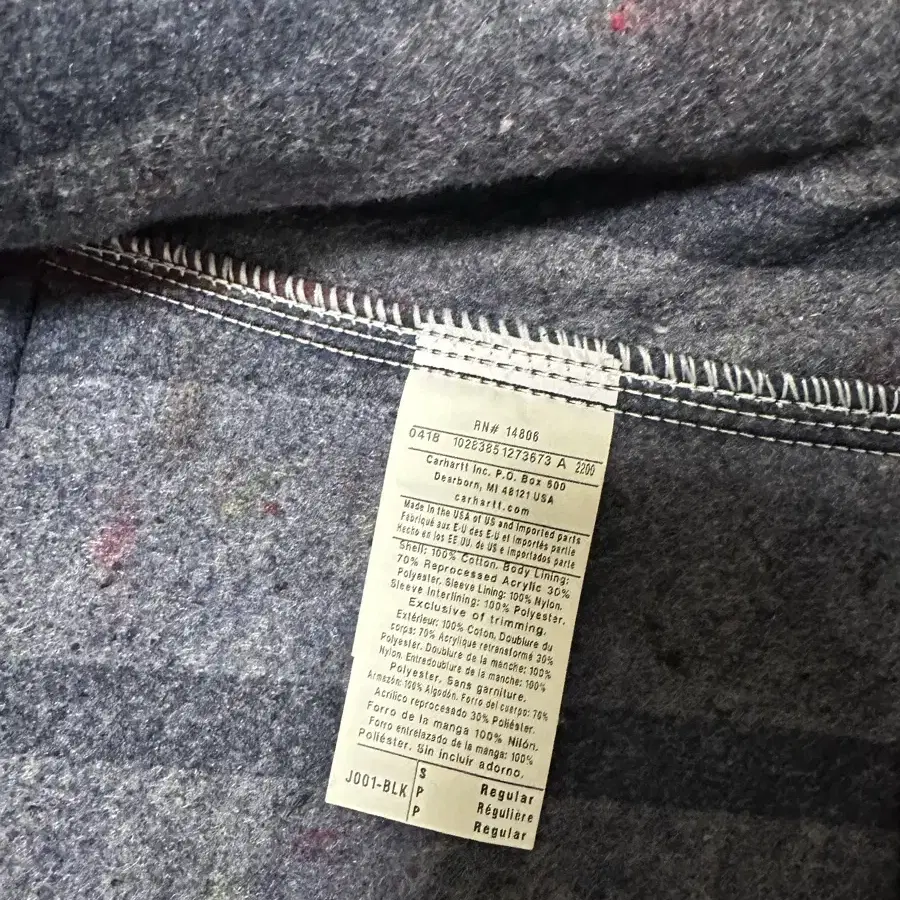 RN# 14806
0418 10283851273673 A 2200
Carhartt Inc. P.O. Box 500
Dearborn, MI 48121 USA
carhartt.com
Made in the USA of US and imported parts
Fabriqué aux E-U des E-U et importés partie
Hecho en los EE UU. de US e importados parle
Shell: 100% Cotton. Body Lining:
70% Reprocessed Acrylic 30%
Polyester. Sleeve Lining: 100% Nylon.
Sleeve Interlining: 100% Polyester.
Exclusive of trimming.
Extérieur: 100% Coton. Doublure du
corps: 70% Acrylique retransformé 30%
Polyester. Doublure de la manche: 100%
Nylon. Entredoublure de la manche: 100%
Polyester. Sans garniture.
Armazón: 100% Algodón. Forro del cuerpo: 70%
Acrílico reprocesado 30% Poliéster.
Forro de la manga 100% Nilón.
Forro entrelazado de la manga: 100%
Poliéster. Sin incluir adorno.
J001-BLK
S Regular
P Régulière
P Regular